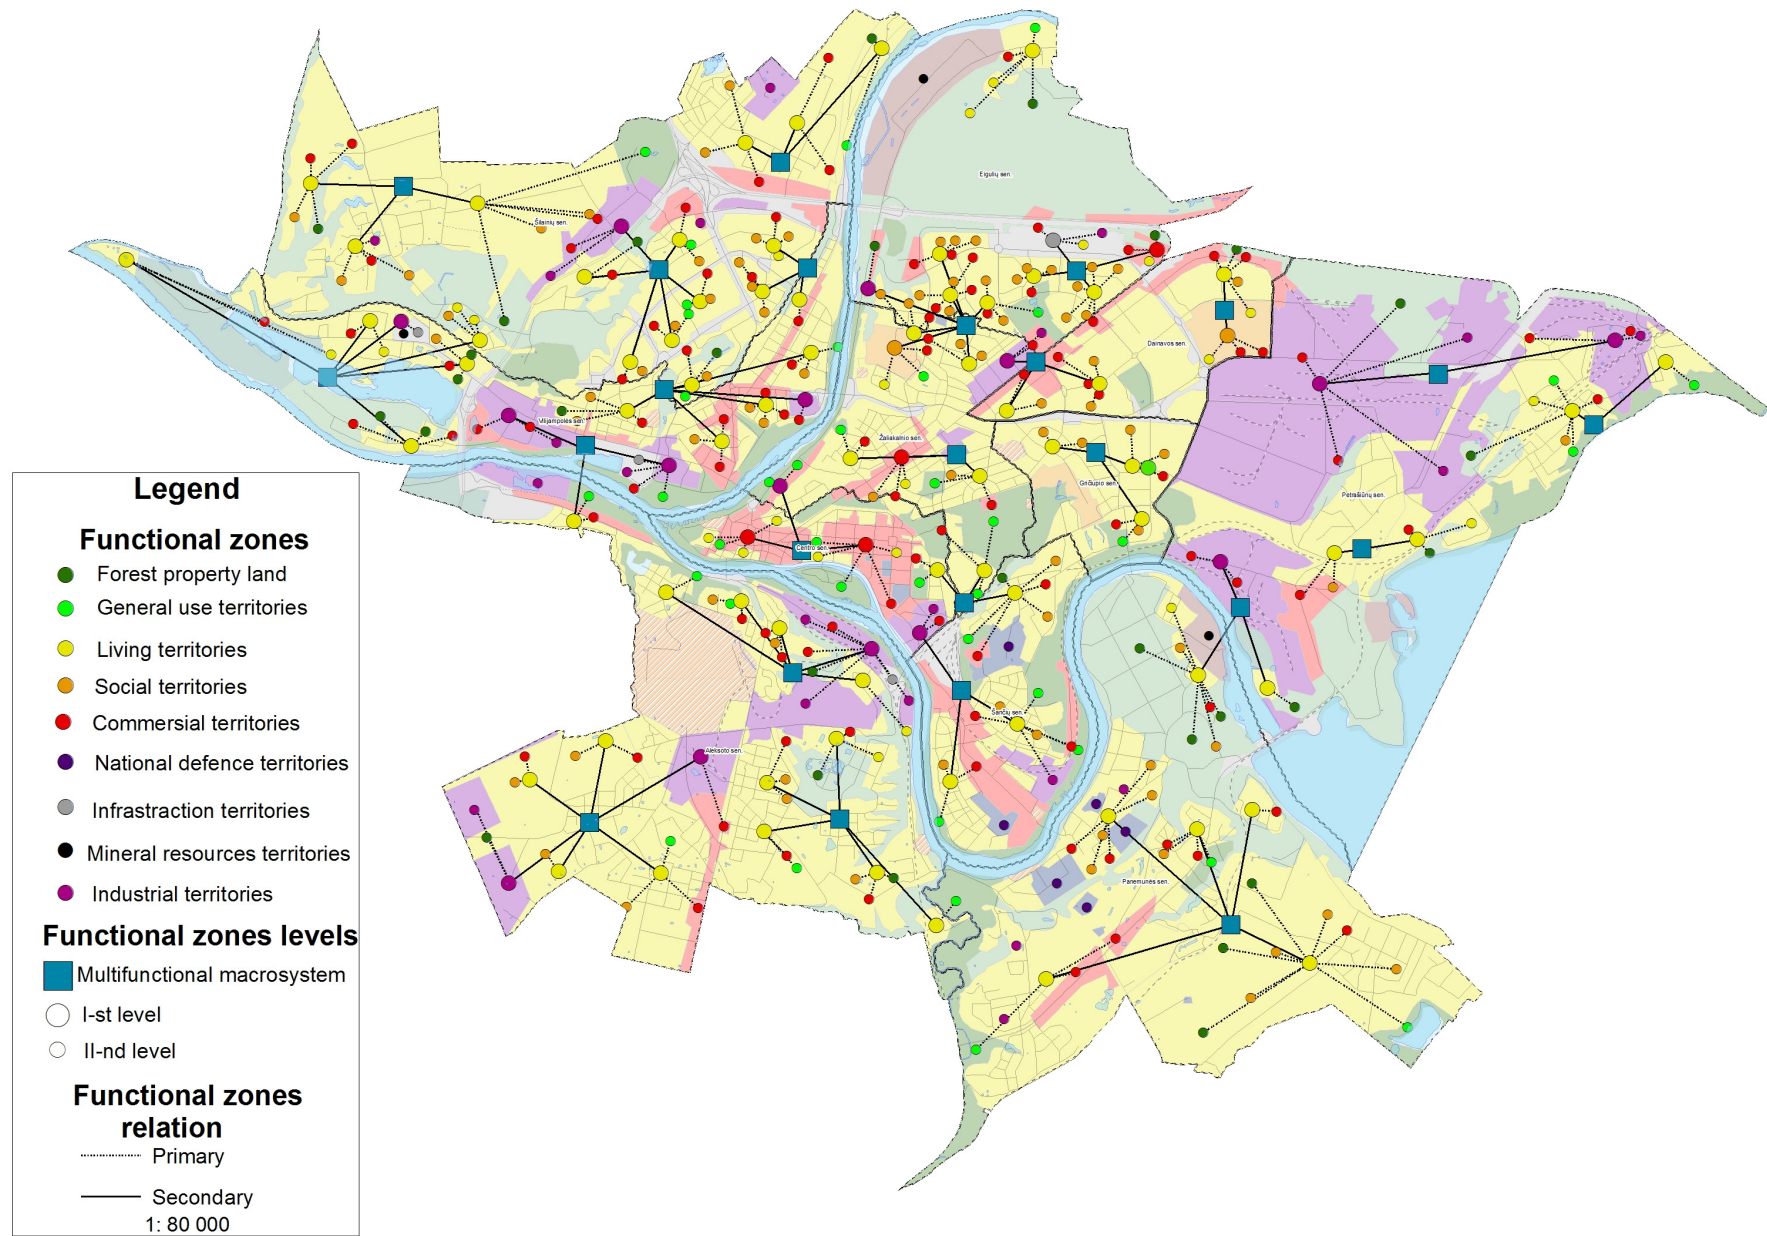 Eigulių sen.
Šilainių sen.
Dainavos sen.
Vilijampolės sen.
Žaliakalnio sen.
Gričiupio sen.
Petrašiūnų sen.
Centro sen.
Šančių sen.
Aleksoto sen.
Panemunės sen.
Legend
Functional zones
Forest property land
General use territories
Living territories
Social territories
Commersial territories
National defence territories
Infrastraction territories
Mineral resources territories
Industrial territories
Functional zones levels
Multifunctional macrosystem
I-st level
II-nd level
Functional zones
relation
Primary
Secondary
1: 80 000